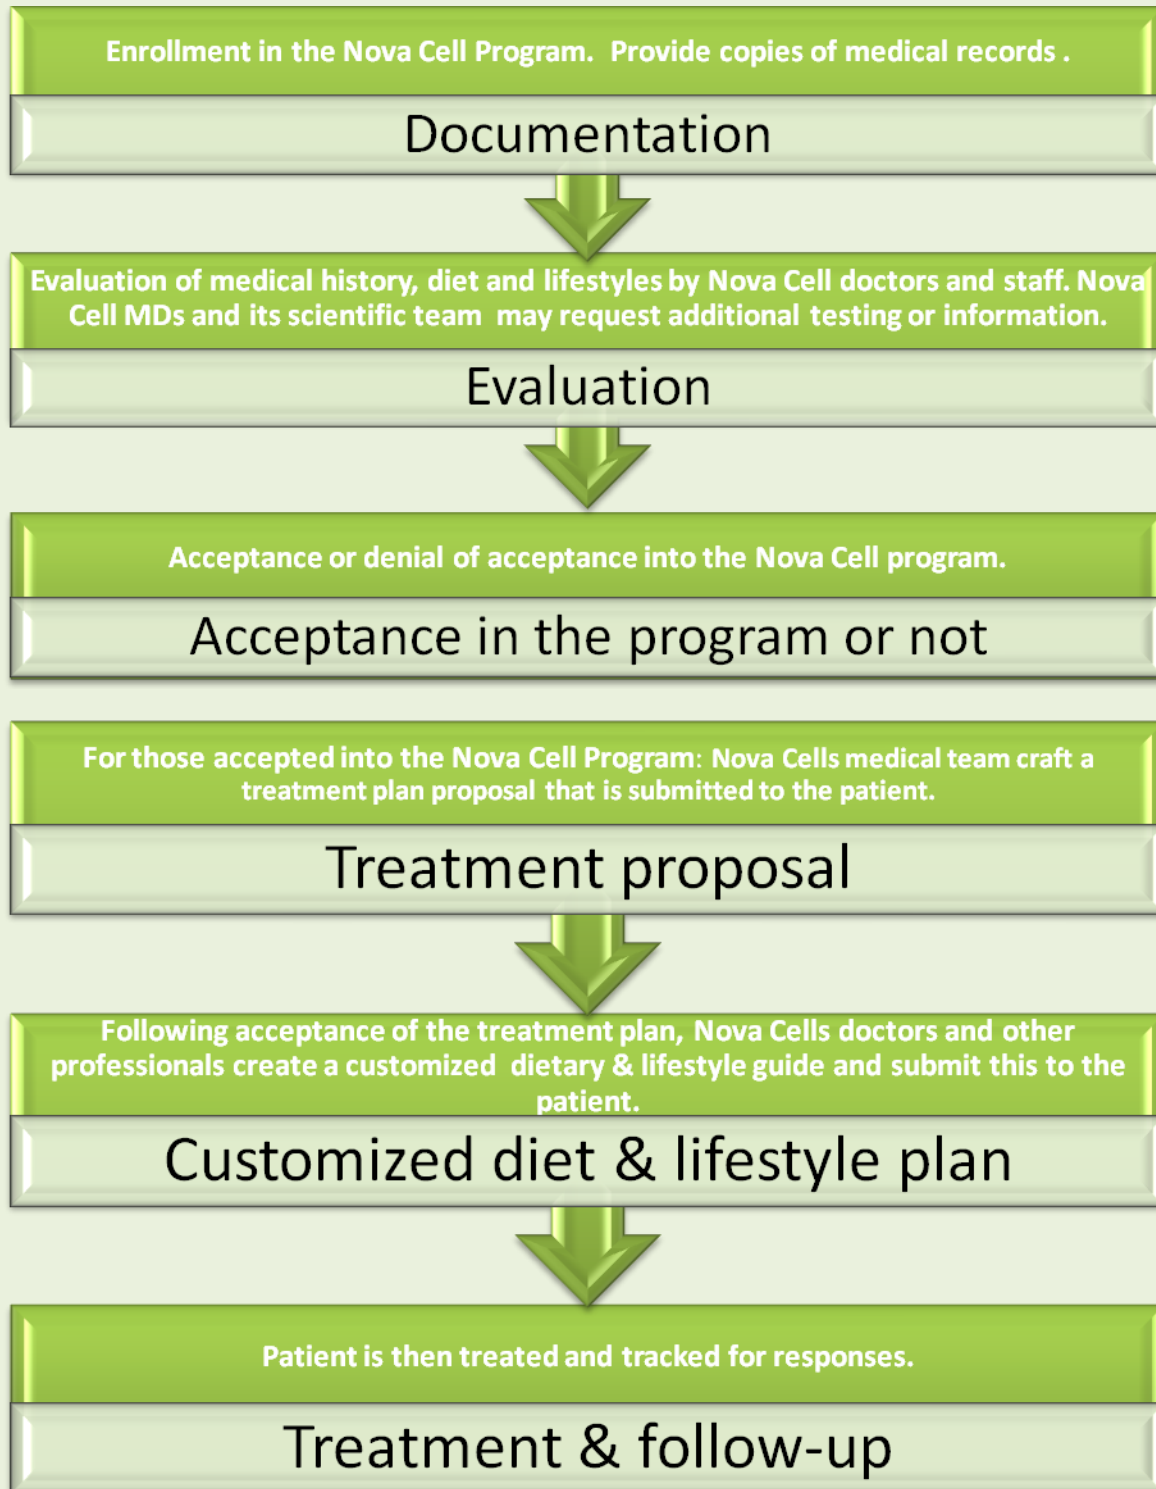 Enrollment in the Nova Cell Program.  Provide copies of medical records .
Documentation
Evaluation of medical history, diet and lifestyles by Nova Cell doctors and staff. Nova
Cell MDs and its scientific team  may request additional testing or information.
Evaluation
Acceptance or denial of acceptance into the Nova Cell program.
Acceptance in the program or not
For those accepted into the Nova Cell Program: Nova Cells medical team craft a
treatment plan proposal that is submitted to the patient.
Treatment proposal
Following acceptance of the treatment plan, Nova Cells doctors and other
professionals create a customized  dietary & lifestyle guide and submit this to the
patient.
Customized diet & lifestyle plan
Patient is then treated and tracked for responses.
Treatment & follow-up